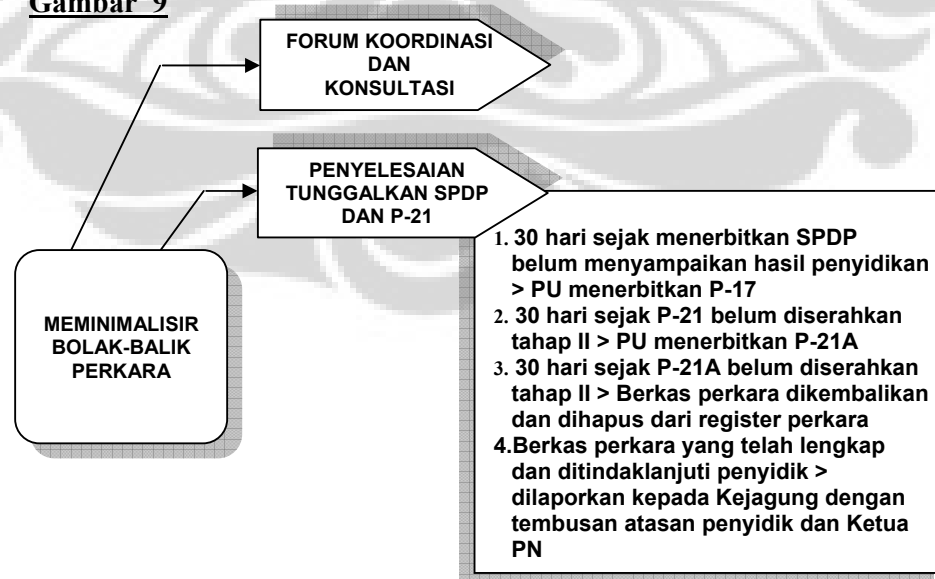 Gambar 9
FORUM KOORDINASI
DAN
KONSULTASI
PENYELESAIAN
TUNGGALKAN SPDP
DAN P-21
MEMINIMALISIR
BOLAK-BALIK
PERKARA
1. 30 hari sejak menerbitkan SPDP
belum menyampaikan hasil penyidikan
> PU menerbitkan P-17
2. 30 hari sejak P-21 belum diserahkan
tahap II > PU menerbitkan P-21A
3. 30 hari sejak P-21A belum diserahkan
tahap II > Berkas perkara dikembalikan
dan dihapus dari register perkara
4.Berkas perkara yang telah lengkap
dan ditindaklanjuti penyidik >
dilaporkan kepada Kejagung dengan
tembusan atasan penyidik dan Ketua
PN